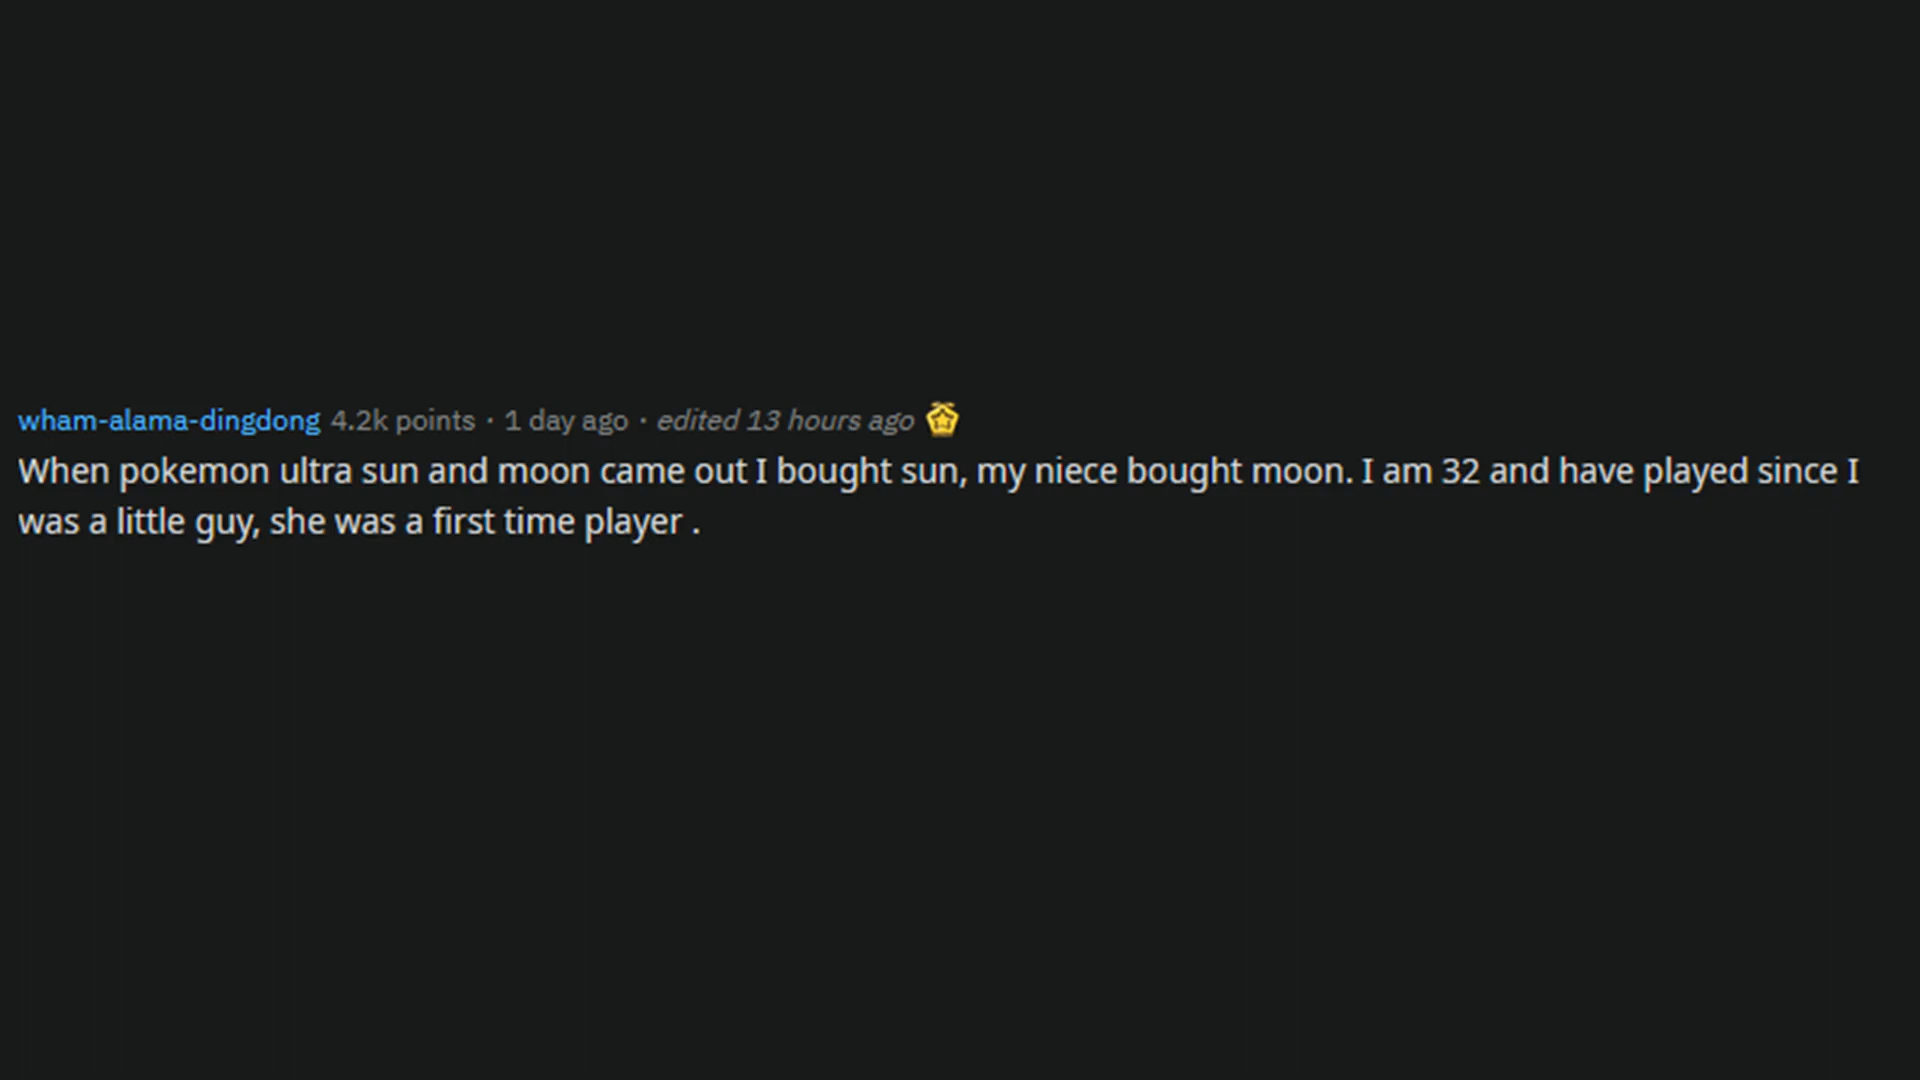 wham-alama-dingdong 4.2k points · 1 day ago · edited 13 hours ago
When pokemon ultra sun and moon came out I bought sun, my niece bought moon. I am 32 and have played since I
was a little guy, she was a first time player .